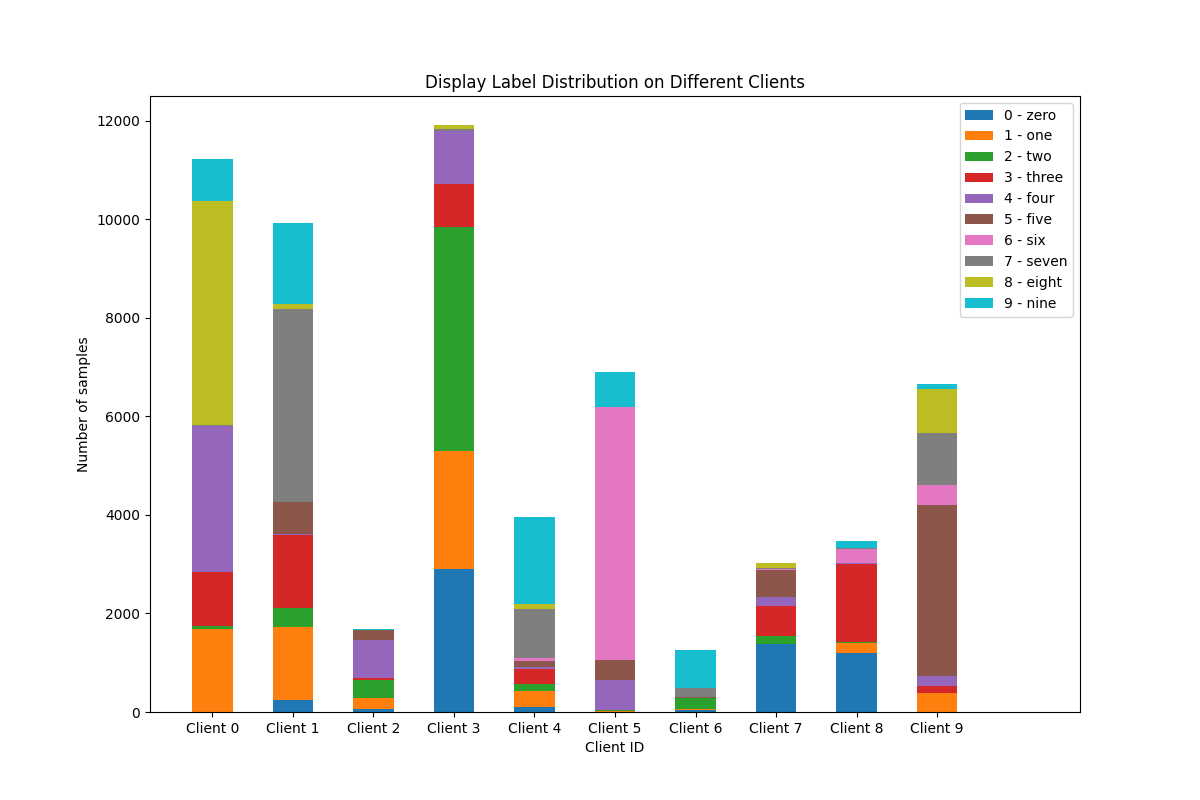 Display Label Distribution on Different Clients
12000
10000
8000
6000
4000
2000
0
Number of samples
0 - zero
1 - one
2 - two
3 - three
4 - four
5 - five
6 - six
7 - seven
8 - eight
9 - nine
Client 0 Client 1 Client 2 Client 3 Client 4 Client 5 Client 6 Client 7 Client 8 Client 9
Client ID